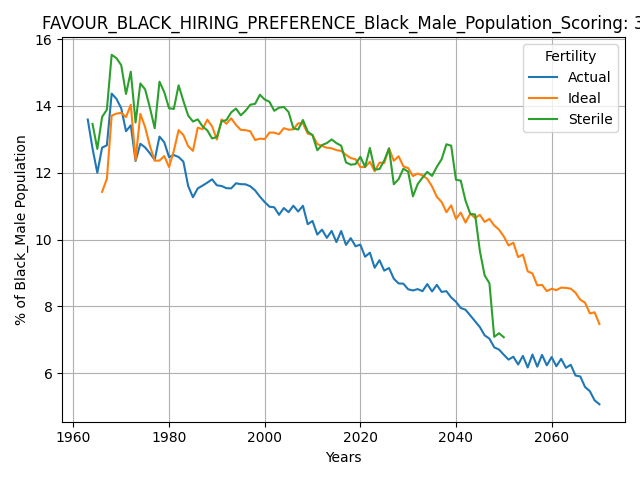 FAVOUR_BLACK_HIRING_PREFERENCE_Black_Male_Population_Scoring: 3
% of Black_Male Population
16
14
12
10
8
6
Fertility
Actual
Ideal
Sterile
1960
1980
2000
2020
2040
2060
Years